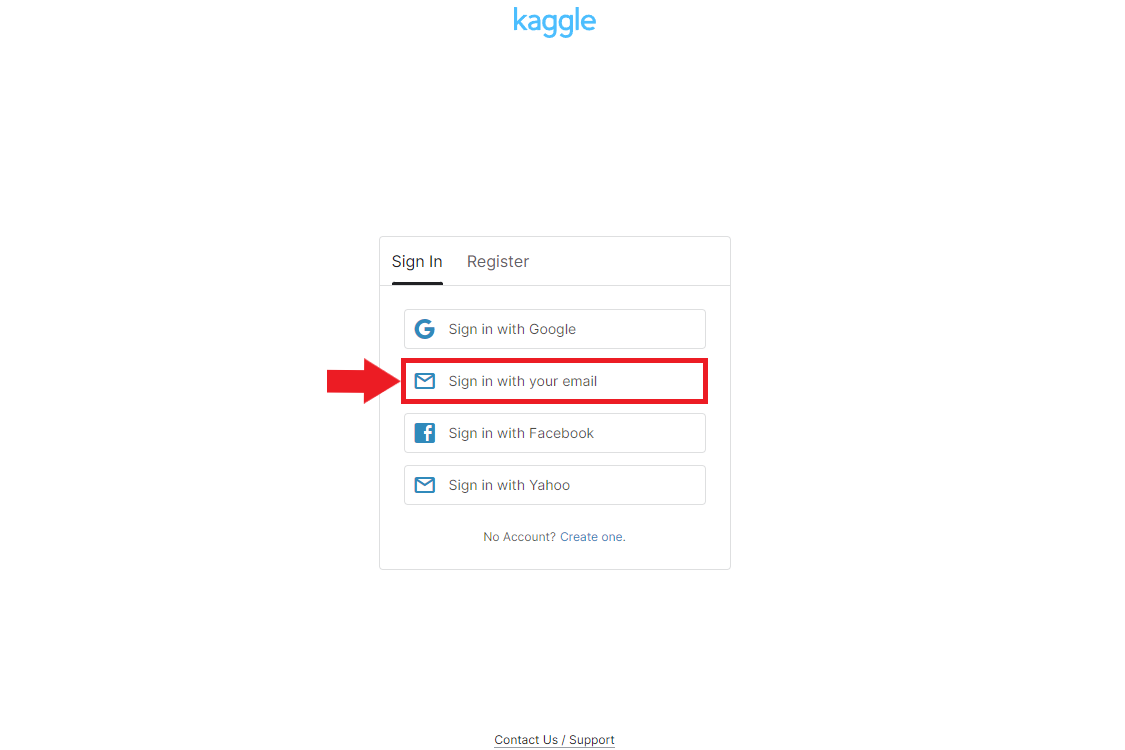 kaggle
Sign In Register
Sign in with Google
Sign in with your email
Sign in with Facebook
Sign in with Yahoo
No Account? Create one.
Contact Us / Support